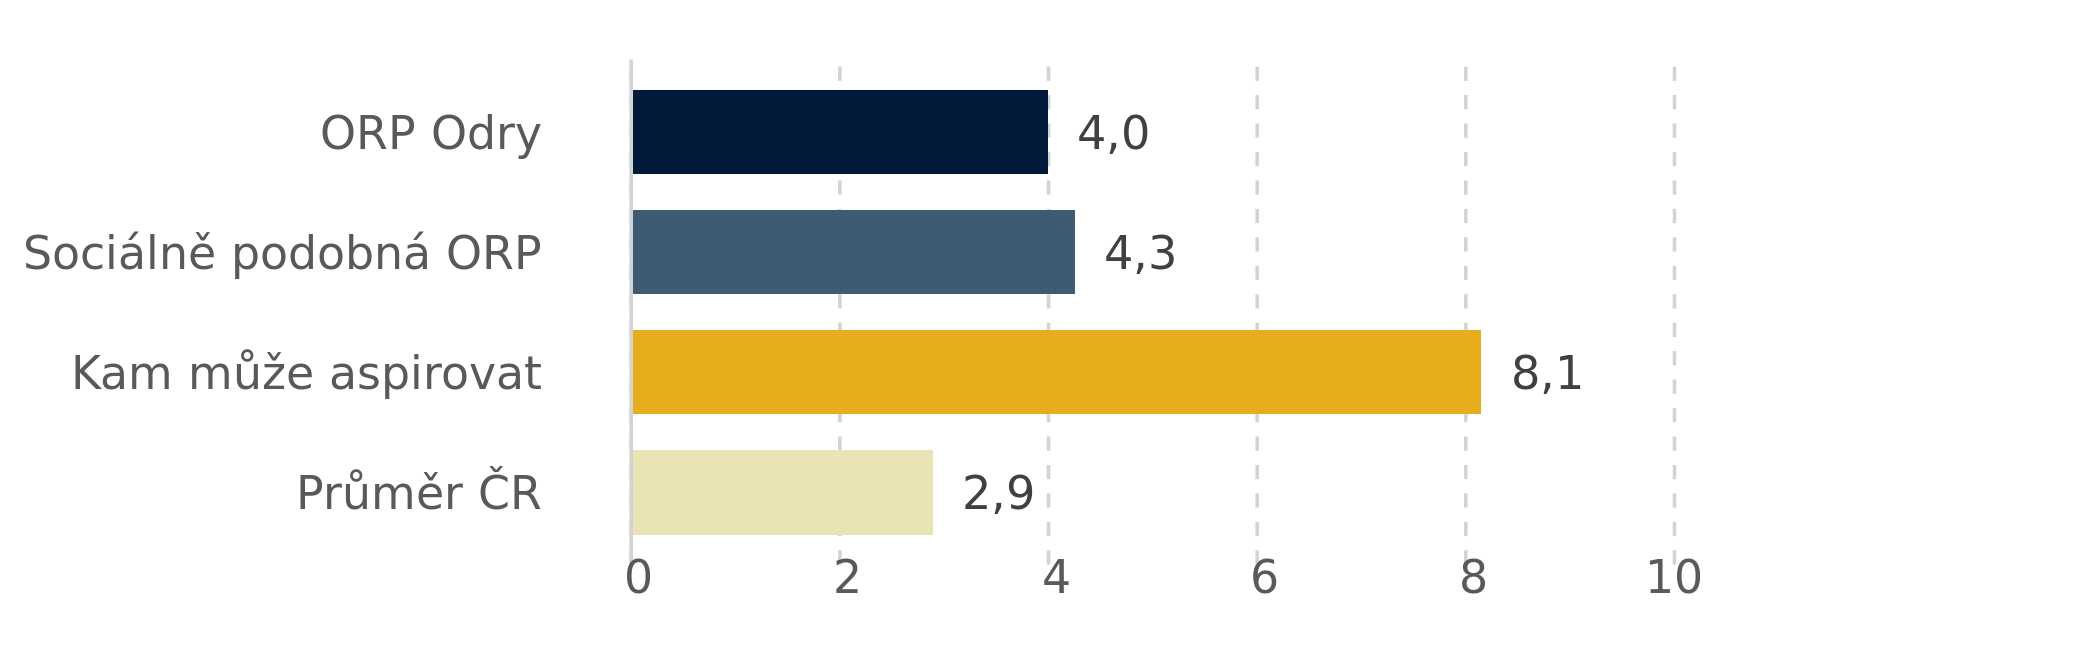 ORP Odry 4,0
Sociálně podobná ORP 4,3
Kam může aspirovat 8,1
Průměr ČR 2,9
0 2 4 6 8 10